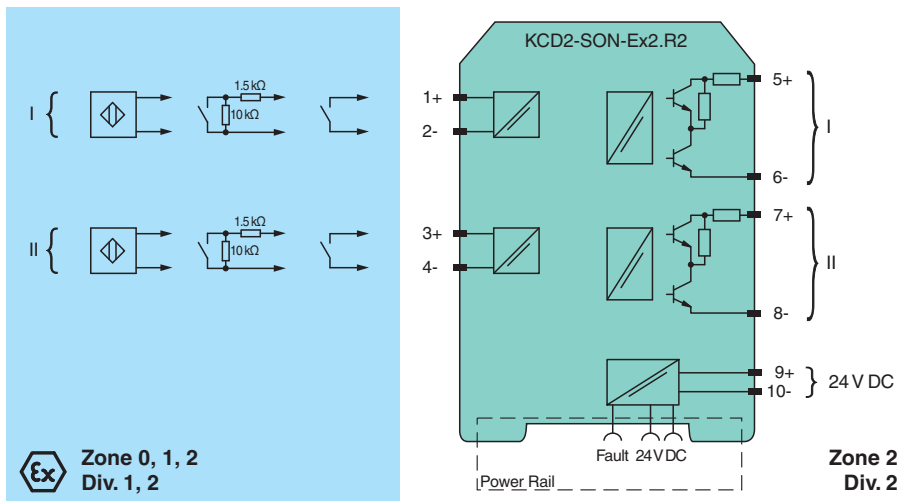 KCD2-SON-Ex2.R2
I
1.5 kΩ
10 kΩ
1+
2-
5+
6-
I
II
1.5 kΩ
10 kΩ
3+
4-
7+
8-
II
9+
10-
24 V DC
Fault 24 V DC
Power Rail
Ex
Zone 0, 1, 2
Div. 1, 2
Zone 2
Div. 2